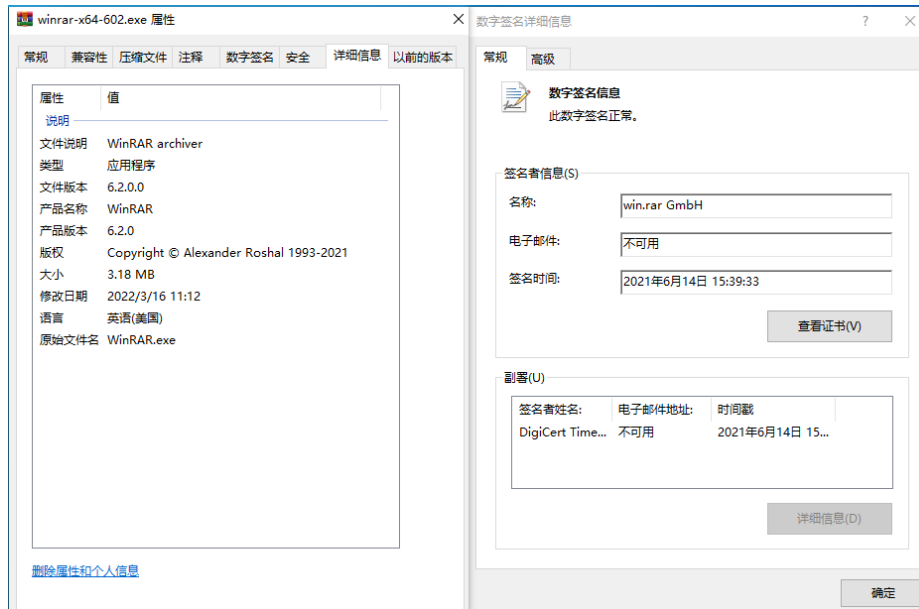 winrar-x64-602.exe 属性
常规 兼容性 压缩文件 注释 数字签名 安全 详细信息 以前的版本
属性 值
说明
文件说明 WinRAR archiver
类型 应用程序
文件版本 6.2.0.0
产品名称 WinRAR
产品版本 6.2.0
版权 Copyright © Alexander Roshal 1993-2021
大小 3.18 MB
修改日期 2022/3/16 11:12
语言 英语(美国)
原始文件名 WinRAR.exe
删除属性和个人信息
数字签名详细信息
常规 高级
数字签名信息
此数字签名正常。
签名者信息(S)
名称: win.rar GmbH
电子邮件: 不可用
签名时间: 2021年6月14日 15:39:33
查看证书(V)
副署(U)
签名者姓名: 电子邮件地址: 时间戳
DigiCert Time... 不可用 2021年6月14日 15...
详细信息(D)
确定